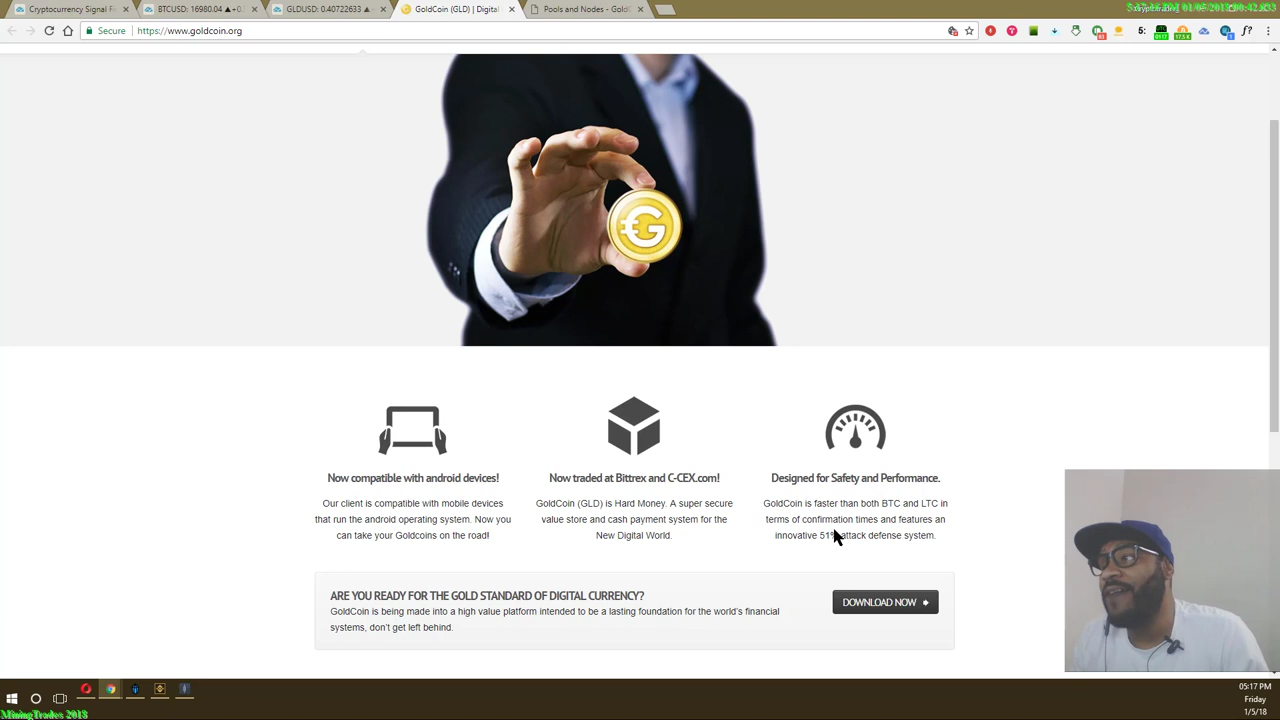 Cryptocurrency Signal Fi
BTCUSD: 16980.04 ▲+0.
GLDUSD: 0.40722633 ▲
GoldCoin (GLD) | Digital
Pools and Nodes - Gold
Secure
https://www.goldcoin.org
G
Now compatible with android devices!
Our client is compatible with mobile devices
that run the android operating system. Now you
can take your Goldcoins on the road!
Now traded at Bittrex and C-CEX.com!
GoldCoin (GLD) is Hard Money. A super secure
value store and cash payment system for the
New Digital World.
Designed for Safety and Performance.
GoldCoin is faster than both BTC and LTC in
terms of confirmation times and features an
innovative 51% attack defense system.
ARE YOU READY FOR THE GOLD STANDARD OF DIGITAL CURRENCY?
GoldCoin is being made into a high value platform intended to be a lasting foundation for the world's financial
systems, don't get left behind.
DOWNLOAD NOW
05:17 PM
Friday
1/5/18
MiningTrades 2018